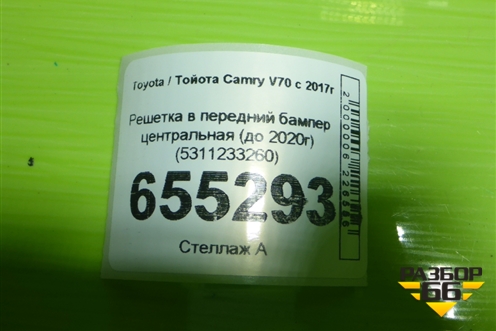 Toyota / Тойота Camry V70 с 2017г
Решетка в передний бампер
центральная (до 2020г)
(5311233260)
655293
Стеллаж А
РАЗБОР
66